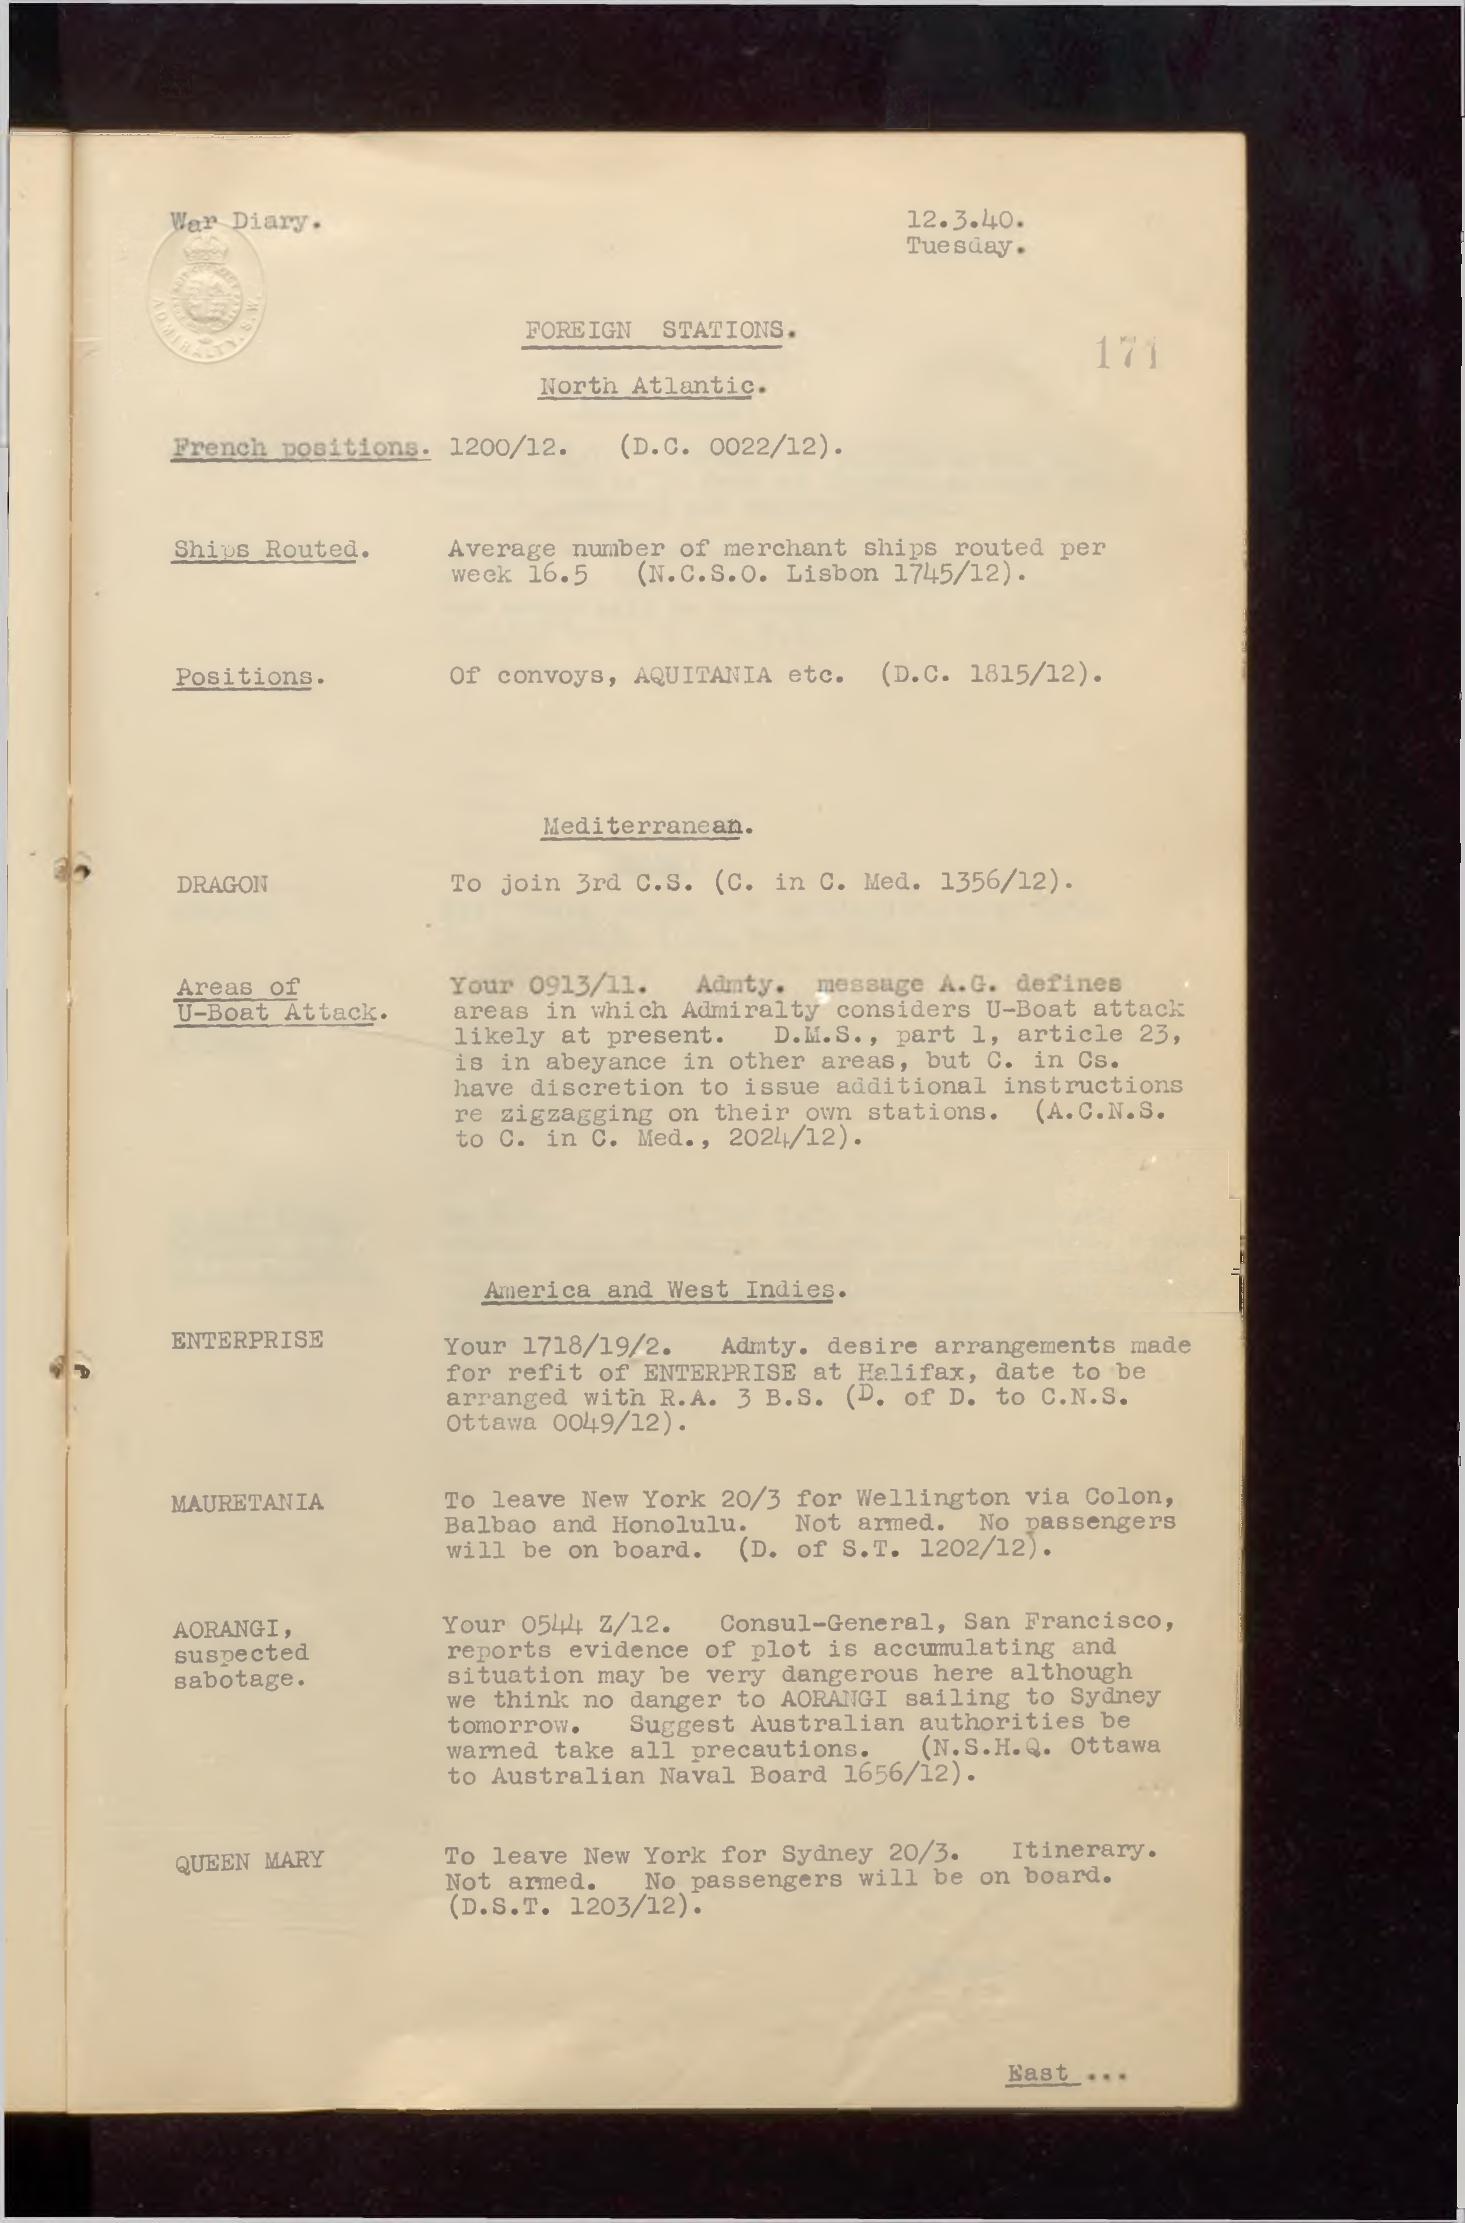 War Diary.
12.3.40.
Tuesday.
ADMIRALTY. S.W.
FOREIGN STATIONS.
171
North Atlantic.
French positions. 1200/12. (D.C. 0022/12).
Ships Routed. Average number of merchant ships routed per
week 16.5 (N.C.S.O. Lisbon 1745/12).
Positions. Of convoys, AQUITANIA etc. (D.C. 1815/12).
Mediterranean.
DRAGON To join 3rd C.S. (C. in C. Med. 1356/12).
Areas of Your 0913/11. Admty. message A.G. defines
U-Boat Attack. areas in which Admiralty considers U-Boat attack
likely at present. D.M.S., part 1, article 23,
is in abeyance in other areas, but C. in Cs.
have discretion to issue additional instructions
re zigzagging on their own stations. (A.C.N.S.
to C. in C. Med., 2024/12).
America and West Indies.
ENTERPRISE Your 1718/19/2. Admty. desire arrangements made
for refit of ENTERPRISE at Halifax, date to be
arranged with R.A. 3 B.S. (D. of D. to C.N.S.
Ottawa 0049/12).
MAURETANIA To leave New York 20/3 for Wellington via Colon,
Balbao and Honolulu. Not armed. No passengers
will be on board. (D. of S.T. 1202/12).
AORANGI, Your 0544 Z/12. Consul-General, San Francisco,
suspected reports evidence of plot is accumulating and
sabotage. situation may be very dangerous here although
we think no danger to AORANGI sailing to Sydney
tomorrow. Suggest Australian authorities be
warned take all precautions. (N.S.H.Q. Ottawa
to Australian Naval Board 1656/12).
QUEEN MARY To leave New York for Sydney 20/3. Itinerary.
Not armed. No passengers will be on board.
(D.S.T. 1203/12).
East ...